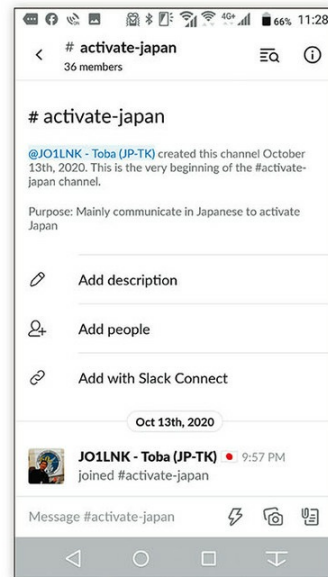 4G+
66%
11:28
# activate-japan
36 members
# activate-japan
@JO1LNK - Toba (JP-TK) created this channel October
13th, 2020. This is the very beginning of the #activate-
japan channel.
Purpose: Mainly communicate in Japanese to activate
Japan
Add description
Add people
Add with Slack Connect
Oct 13th, 2020
JO1LNK - Toba (JP-TK) 9:57 PM
joined #activate-japan
Message #activate-japan